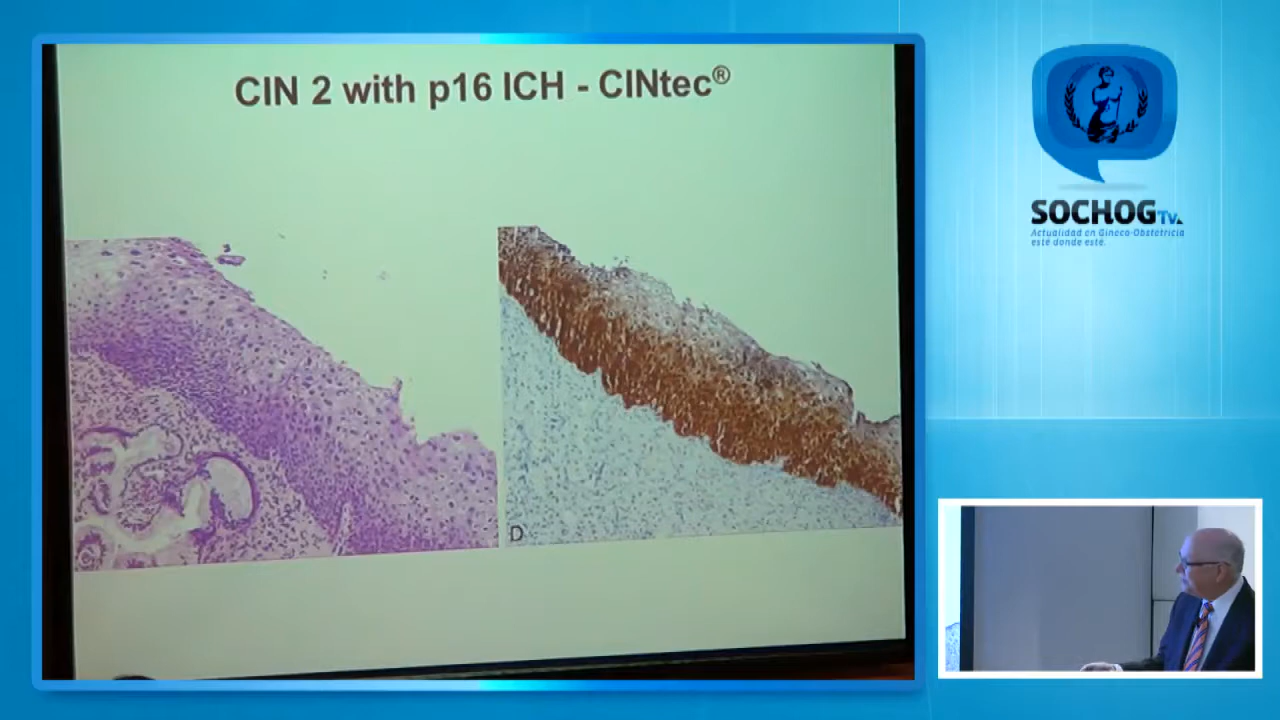 CIN 2 with p16 ICH - CINtec®
D
SOCHOG Tv
Actualidad en Gineco-Obstetricia
esté donde esté.